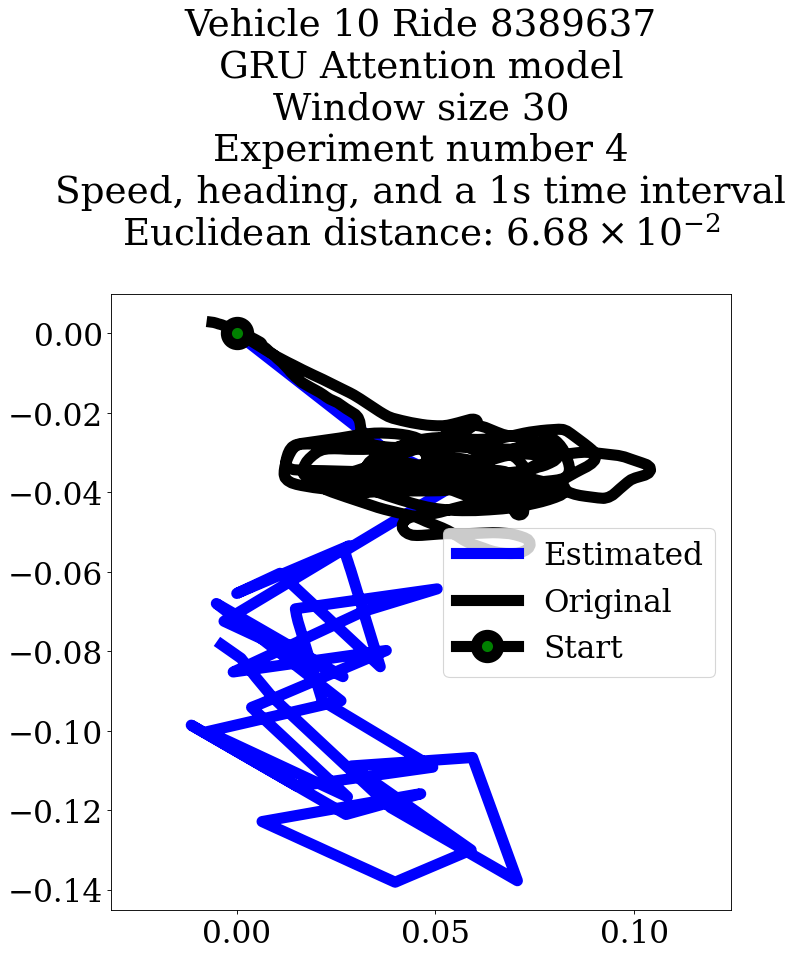 Vehicle 10 Ride 8389637
GRU Attention model
Window size 30
Experiment number 4
Speed, heading, and a 1s time interval
Euclidean distance: 6.68 × 10⁻²
0.00
−0.02
−0.04
−0.06
−0.08
−0.10
−0.12
−0.14
Estimated
Original
Start
0.00 0.05 0.10